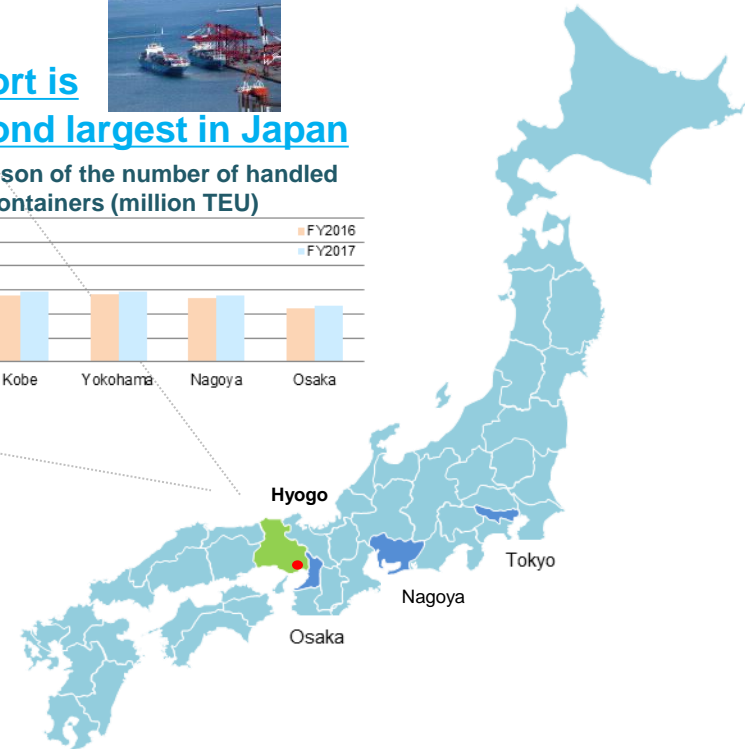 ort is
ond largest in Japan
son of the number of handled
ontainers (million TEU)
FY2016
FY2017
Kobe
Yokohama
Nagoya
Osaka
Hyogo
Tokyo
Nagoya
Osaka